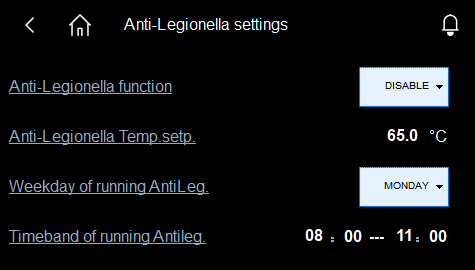 Anti-Legionella settings
Anti-Legionella function DISABLE
Anti-Legionella Temp.setp. 65.0 °C
Weekday of running AntiLeg. MONDAY
Timeband of running Antileg. 08 : 00 --- 11 : 00